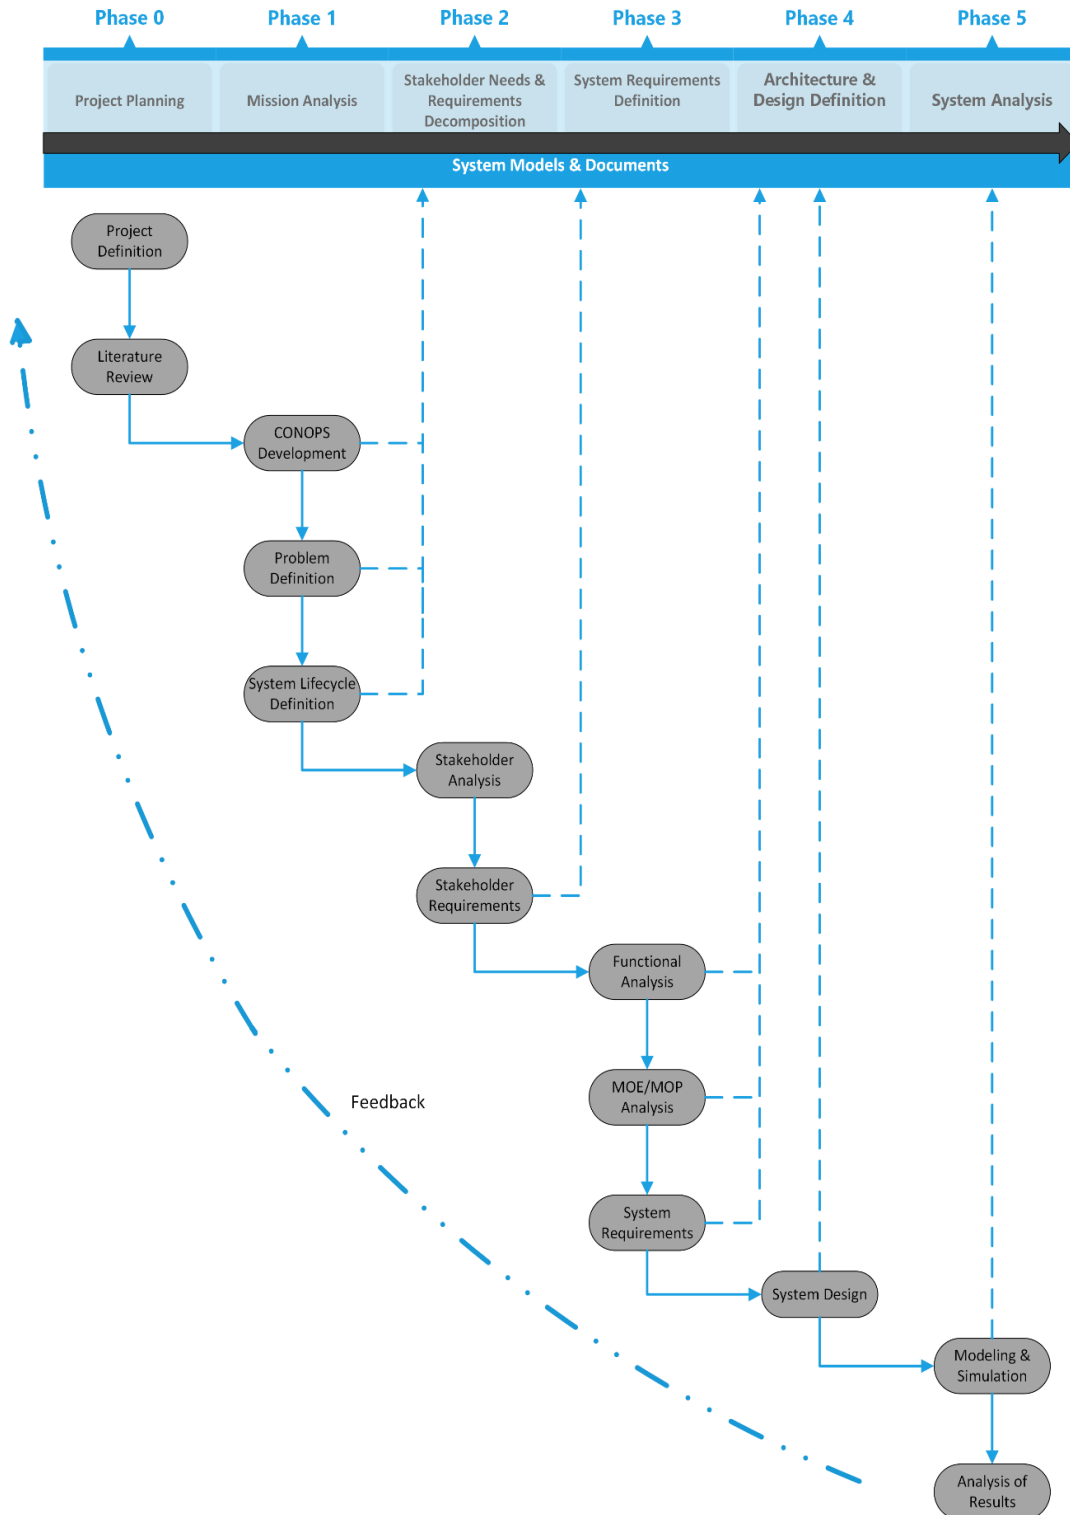 Phase 0
Phase 1
Phase 2
Phase 3
Phase 4
Phase 5
Project Planning
Mission Analysis
Stakeholder Needs &
Requirements
Decomposition
System Requirements
Definition
Architecture &
Design Definition
System Analysis
System Models & Documents
Project
Definition
Literature
Review
CONOPS
Development
Problem
Definition
System Lifecycle
Definition
Stakeholder
Analysis
Stakeholder
Requirements
Functional
Analysis
MOE/MOP
Analysis
Feedback
System
Requirements
System Design
Modeling &
Simulation
Analysis of
Results